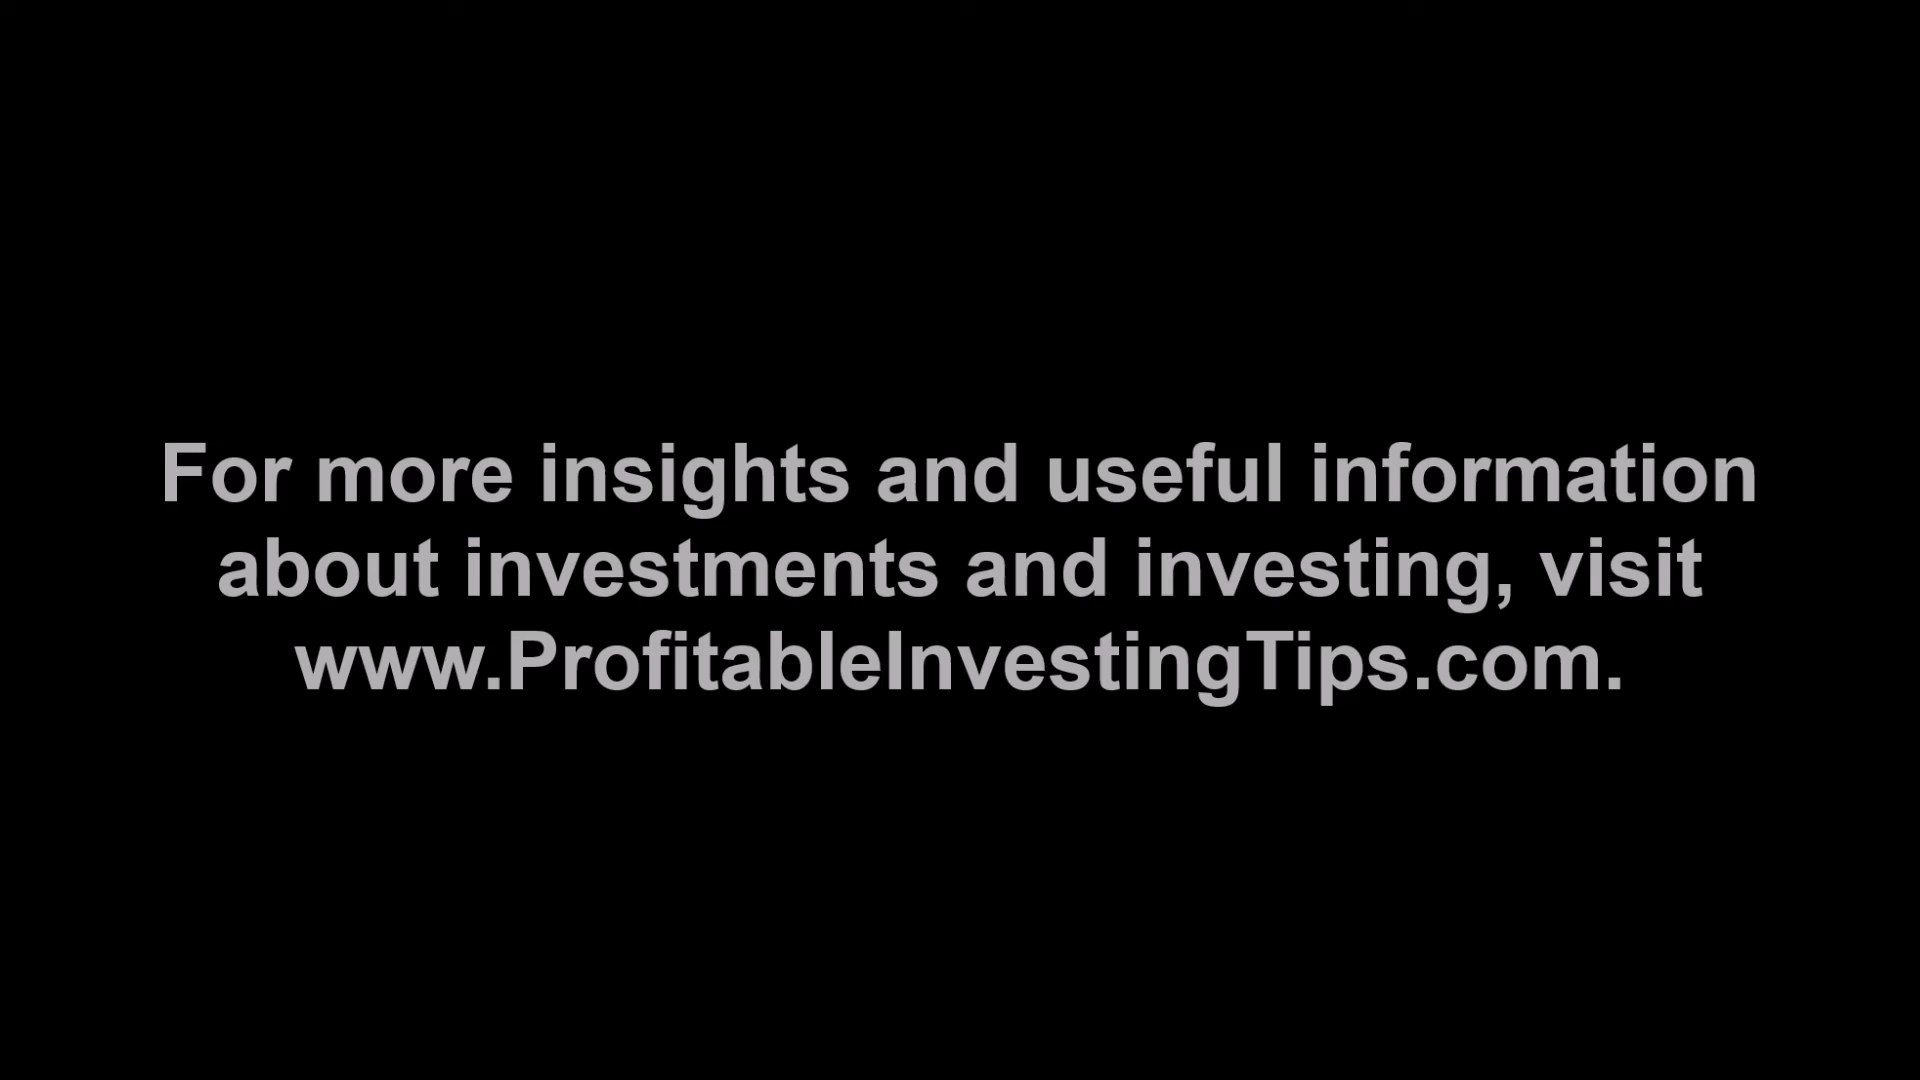 For more insights and useful information
about investments and investing, visit
www.ProfitableInvestingTips.com.